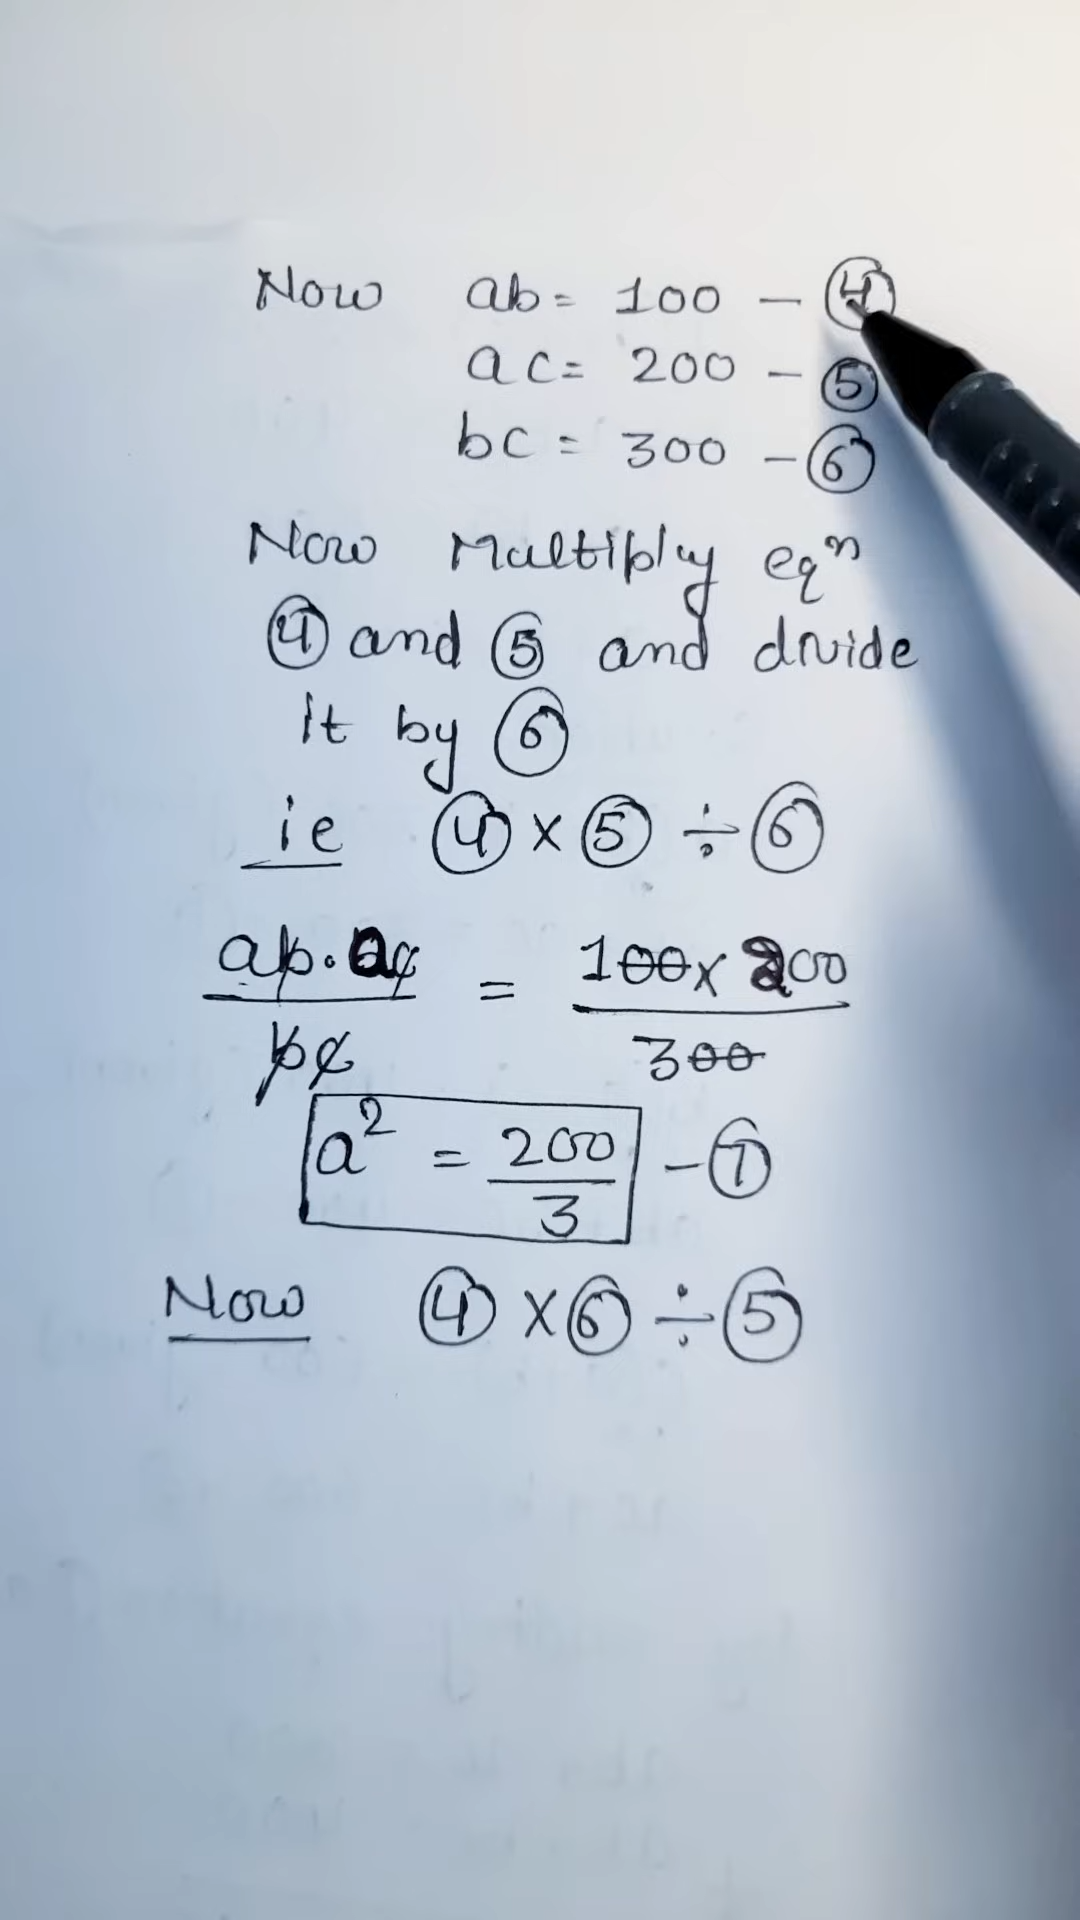 Now ab = 100 - ④
ac = 200 - ⑤
bc = 300 - ⑥
Now Multiply eqⁿ
④ and ⑤ and divide
it by ⑥
ie ④ × ⑤ ÷ ⑥
ab.ac = 100 x 200
bc 300
a² = 200/3 - ⑦
Now ④ × ⑥ ÷ ⑤